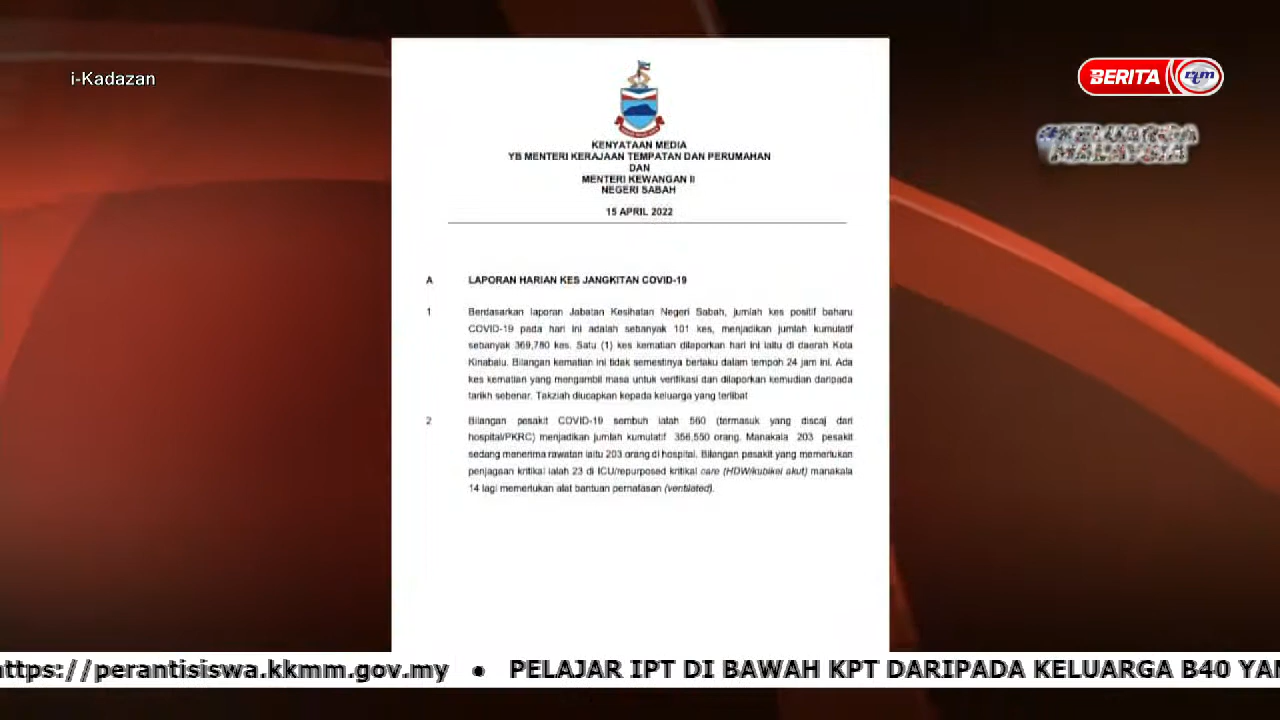 i-Kadazan
BERITA rtm
#KELUARGA
MALAYSIA
KENYATAAN MEDIA
YB MENTERI KERAJAAN TEMPATAN DAN PERUMAHAN
DAN
MENTERI KEWANGAN II
NEGERI SABAH
15 APRIL 2022
A LAPORAN HARIAN KES JANGKITAN COVID-19
1 Berdasarkan laporan Jabatan Kesihatan Negeri Sabah, jumlah kes positif baharu
COVID-19 pada hari ini adalah sebanyak 101 kes, menjadikan jumlah kumulatif
sebanyak 369,780 kes. Satu (1) kes kematian dilaporkan hari ini iaitu di daerah Kota
Kinabalu. Bilangan kematian ini tidak semestinya berlaku dalam tempoh 24 jam ini. Ada
kes kematian yang mengambil masa untuk verifikasi dan dilaporkan kemudian daripada
tarikh sebenar. Takziah diucapkan kepada keluarga yang terlibat
2 Bilangan pesakit COVID-19 sembuh ialah 560 (termasuk yang discaj dari
hospital/PKRC) menjadikan jumlah kumulatif 356,550 orang. Manakala 203 pesakit
sedang menerima rawatan iaitu 203 orang di hospital. Bilangan pesakit yang memerlukan
penjagaan kritikal ialah 23 di ICU/repurposed kritikal care (HDW/kubikel akut) manakala
14 lagi memerlukan alat bantuan pernafasan (ventilated).
https://perantisiswa.kkmm.gov.my • PELAJAR IPT DI BAWAH KPT DARIPADA KELUARGA B40 YAN